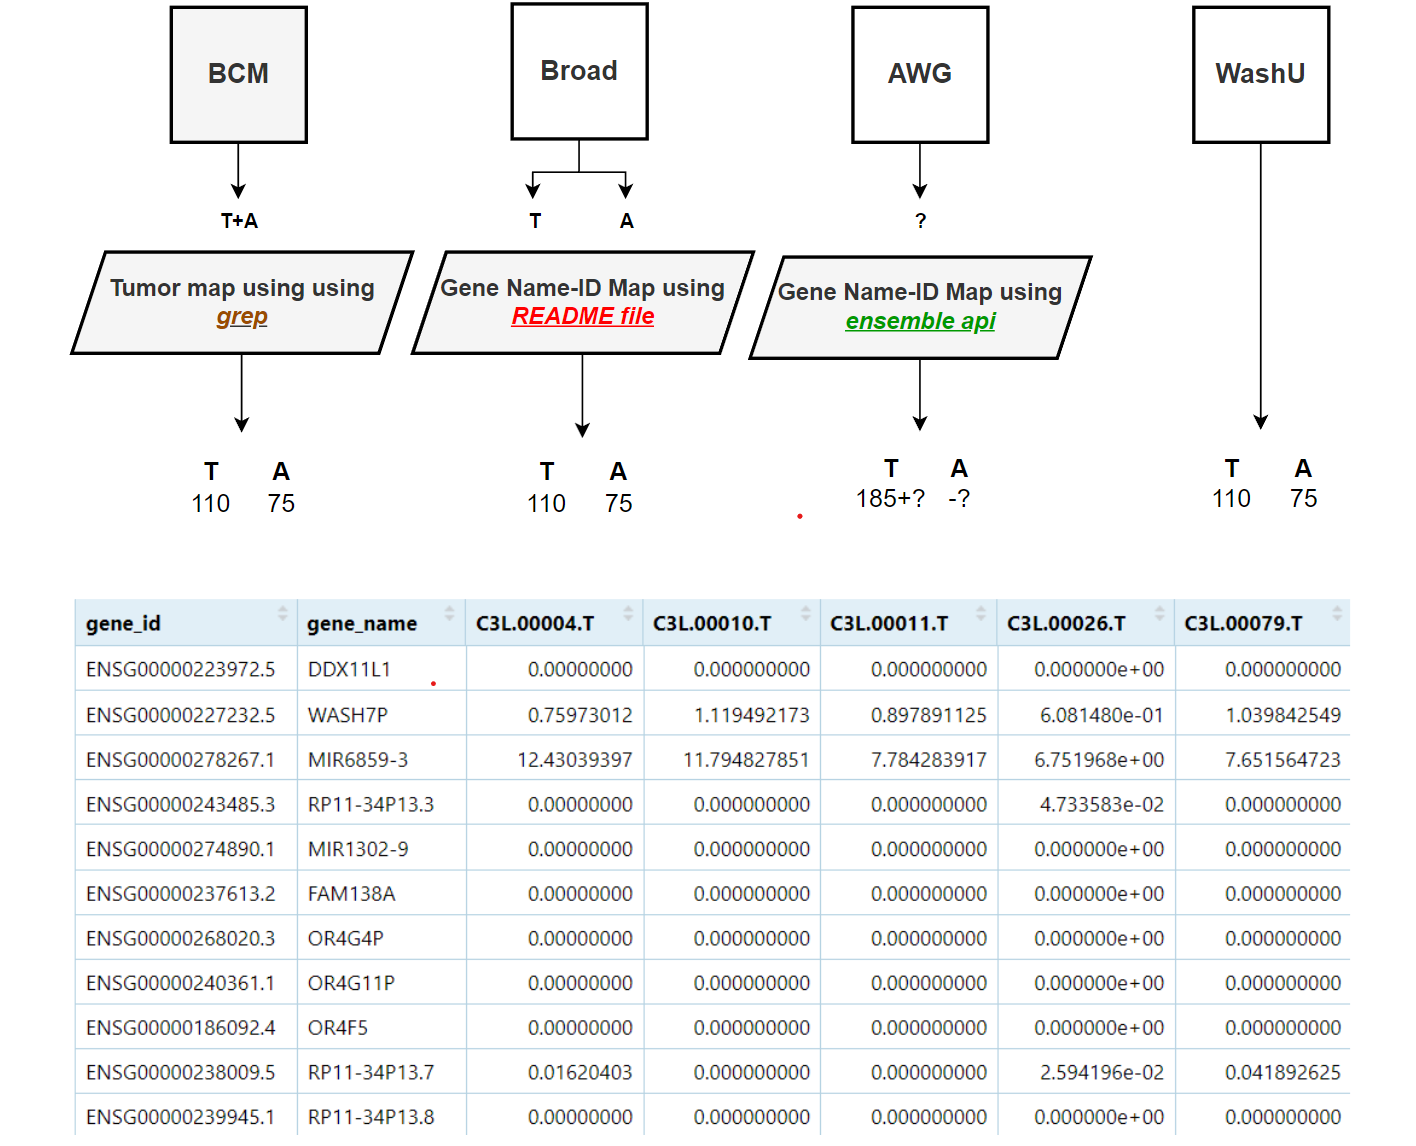 BCM
Broad
AWG
WashU
T+A
T A
?
Tumor map using using
grep
Gene Name-ID Map using
README file
Gene Name-ID Map using
ensemble api
T A
110 75
T A
110 75
T A
185+? -?
T A
110 75
gene_id gene_name C3L.00004.T C3L.00010.T C3L.00011.T C3L.00026.T C3L.00079.T
ENSG00000223972.5 DDX11L1 0.00000000 0.000000000 0.000000000 0.000000e+00 0.000000000
ENSG00000227232.5 WASH7P 0.75973012 1.119492173 0.897891125 6.081480e-01 1.039842549
ENSG00000278267.1 MIR6859-3 12.43039397 11.794827851 7.784283917 6.751968e+00 7.651564723
ENSG00000243485.3 RP11-34P13.3 0.00000000 0.000000000 0.000000000 4.733583e-02 0.000000000
ENSG00000274890.1 MIR1302-9 0.00000000 0.000000000 0.000000000 0.000000e+00 0.000000000
ENSG00000237613.2 FAM138A 0.00000000 0.000000000 0.000000000 0.000000e+00 0.000000000
ENSG00000268020.3 OR4G4P 0.00000000 0.000000000 0.000000000 0.000000e+00 0.000000000
ENSG00000240361.1 OR4G11P 0.00000000 0.000000000 0.000000000 0.000000e+00 0.000000000
ENSG00000186092.4 OR4F5 0.00000000 0.000000000 0.000000000 0.000000e+00 0.000000000
ENSG00000238009.5 RP11-34P13.7 0.01620403 0.000000000 0.000000000 2.594196e-02 0.041892625
ENSG00000239945.1 RP11-34P13.8 0.00000000 0.000000000 0.000000000 0.000000e+00 0.000000000